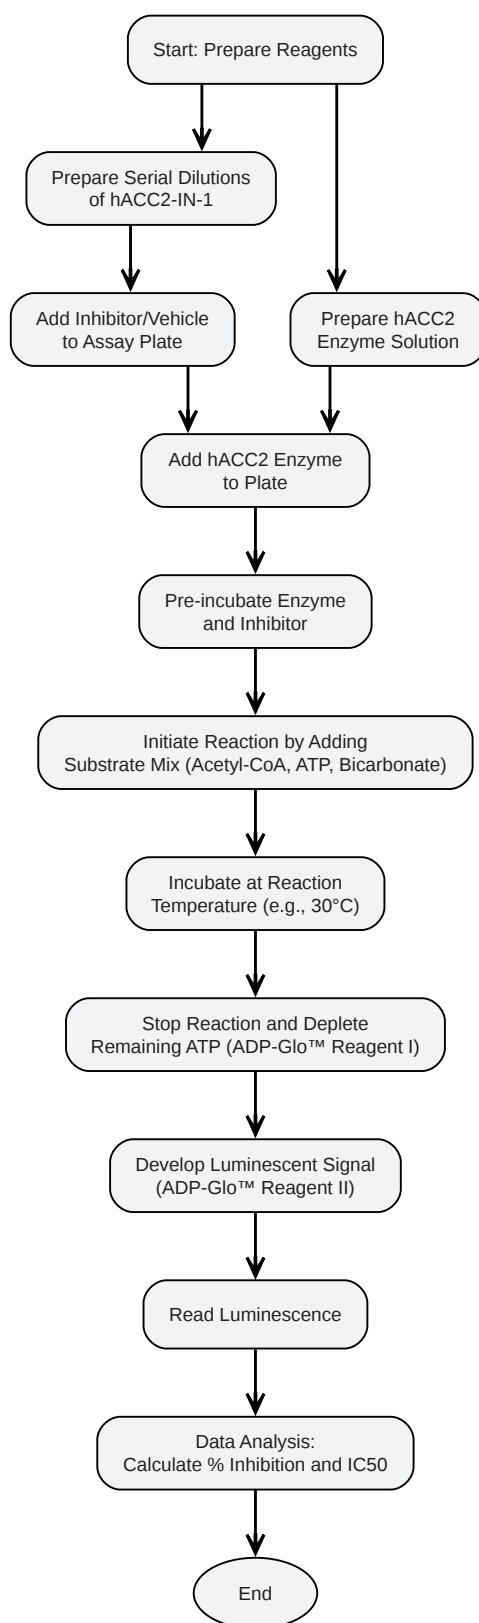 Start: Prepare Reagents
Prepare Serial Dilutions
of hACC2-IN-1
Add Inhibitor/Vehicle
to Assay Plate
Prepare hACC2
Enzyme Solution
Add hACC2 Enzyme
to Plate
Pre-incubate Enzyme
and Inhibitor
Initiate Reaction by Adding
Substrate Mix (Acetyl-CoA, ATP, Bicarbonate)
Incubate at Reaction
Temperature (e.g., 30°C)
Stop Reaction and Deplete
Remaining ATP (ADP-Glo™ Reagent I)
Develop Luminescent Signal
(ADP-Glo™ Reagent II)
Read Luminescence
Data Analysis:
Calculate % Inhibition and IC50
End